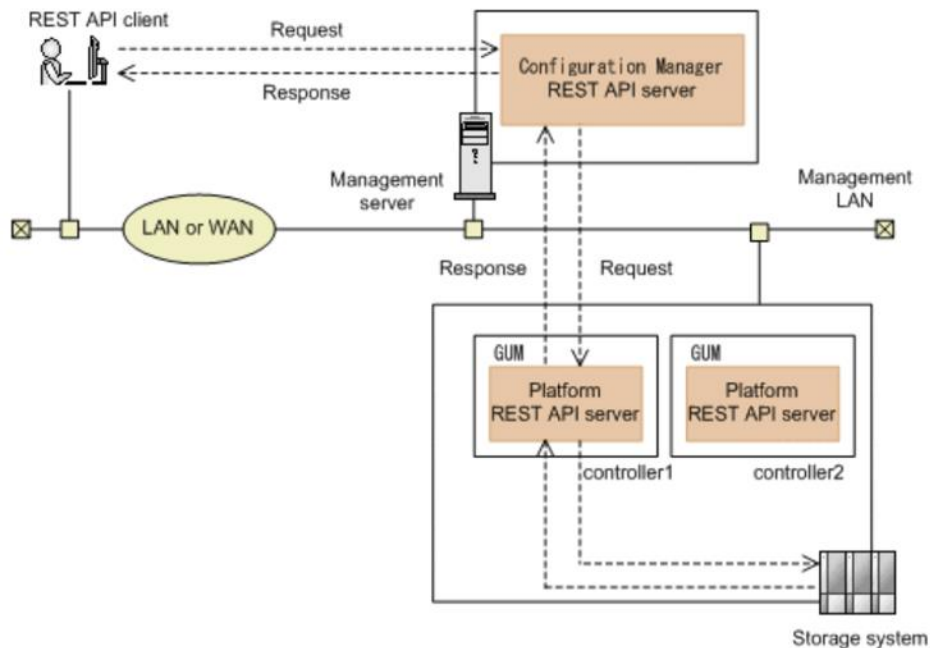 REST API client
Request
Response
Configuration Manager
REST API server
Management
server
Management
LAN
LAN or WAN
Response
Request
GUM
Platform
REST API server
controller1
GUM
Platform
REST API server
controller2
Storage system